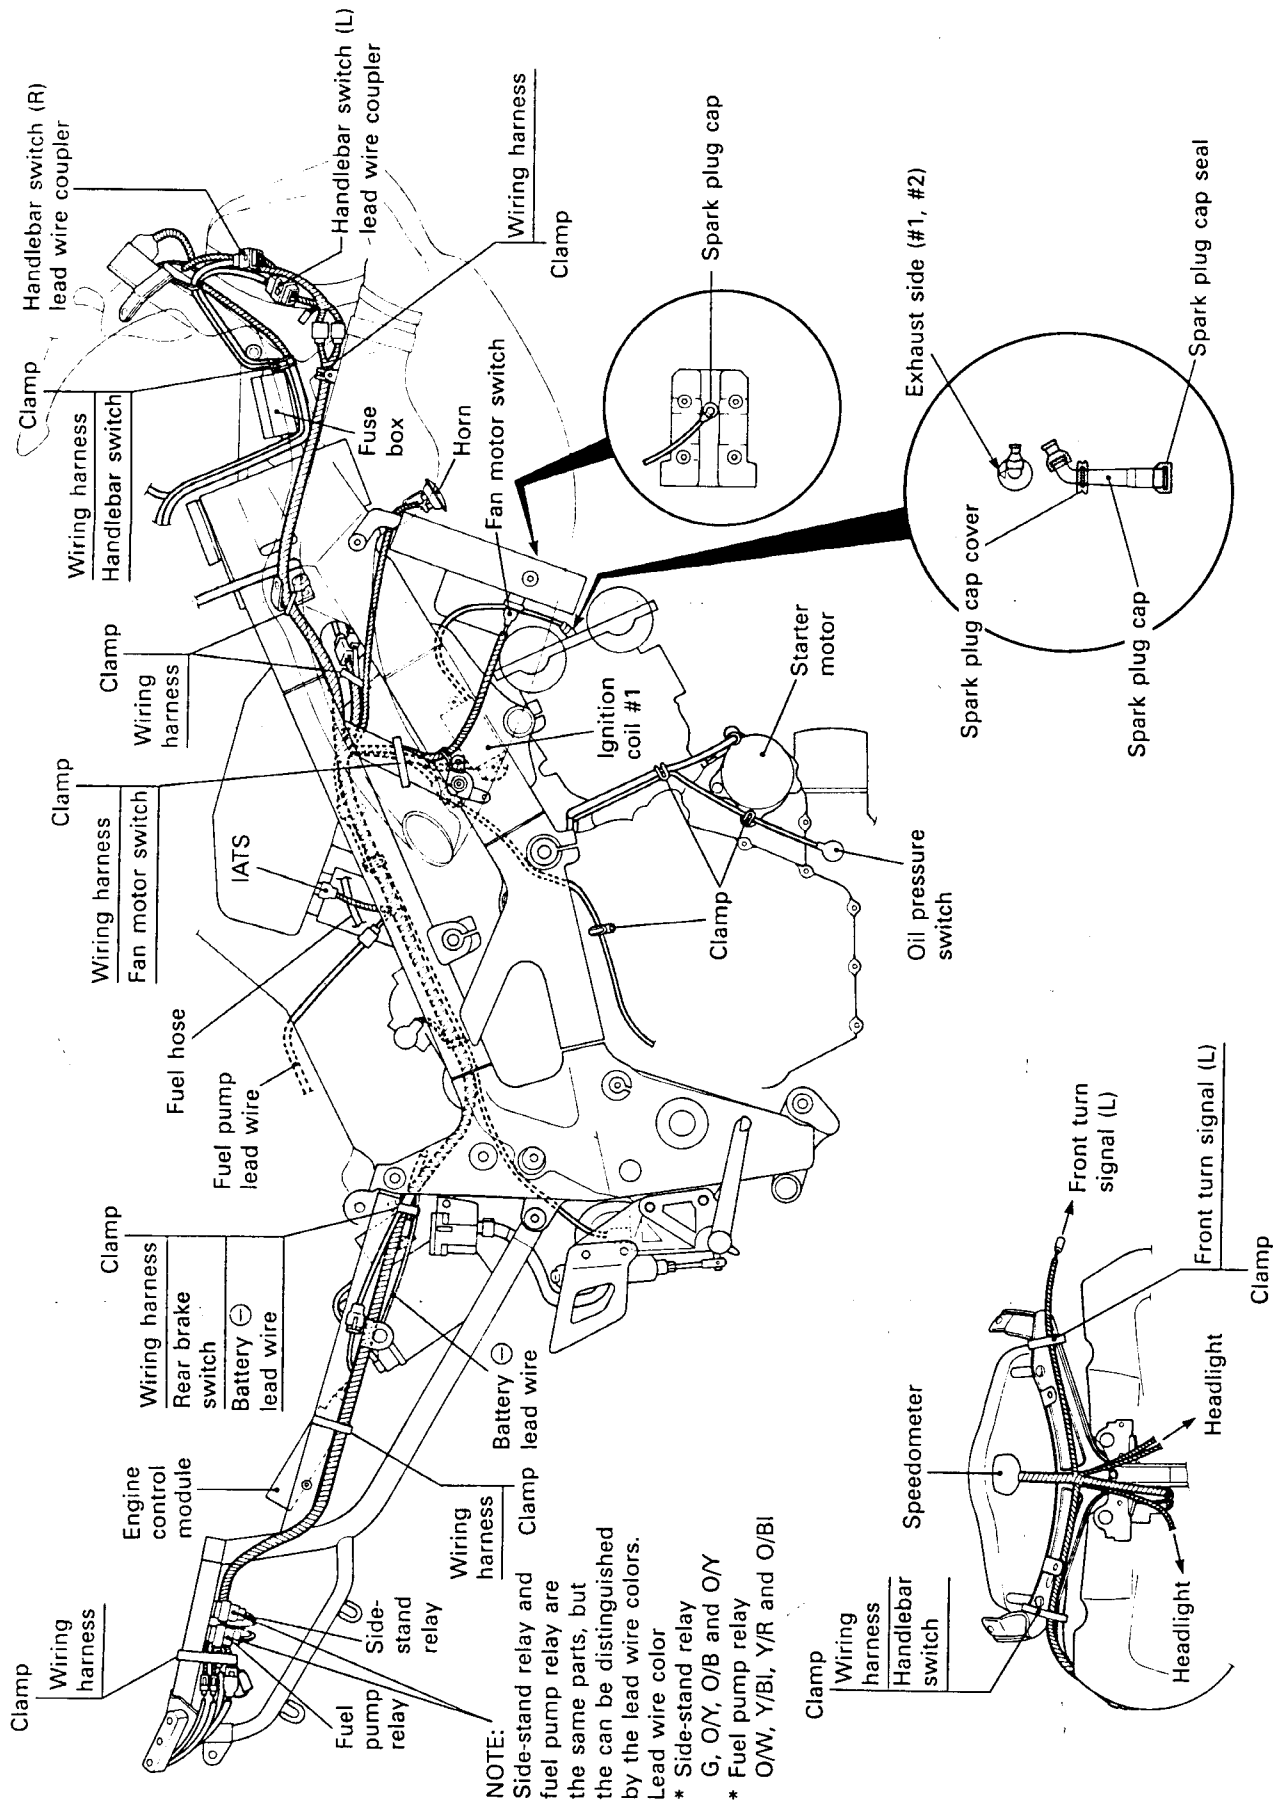 Clamp
Wiring
harness
Engine
control
module
Clamp
Wiring harness
Rear brake
switch
Battery ⊖
lead wire
Fuel pump
lead wire
Fuel hose
IATS
Clamp
Wiring harness
Fan motor switch
Clamp
Wiring
harness
Clamp
Wiring harness
Handlebar switch
Handlebar switch (R)
lead wire coupler
Handlebar switch (L)
lead wire coupler
Wiring harness
Clamp
Fuse
box
Horn
Fan motor switch
Spark plug cap
Exhaust side (#1, #2)
Spark plug cap seal
Spark plug cap cover
Spark plug cap
Starter
motor
Ignition
coil #1
Clamp
Oil pressure
switch
Battery ⊖
lead wire
Clamp
Wiring
harness
Side-
stand
relay
Fuel
pump
relay
NOTE:
Side-stand relay and
fuel pump relay are
the same parts, but
the can be distinguished
by the lead wire colors.
Lead wire color
* Side-stand relay
G, O/Y, O/B and O/Y
* Fuel pump relay
O/W, Y/Bl, Y/R and O/Bl
Clamp
Wiring
harness
Handlebar
switch
Speedometer
Headlight
Headlight
Front turn
signal (L)
Front turn signal (L)
Clamp